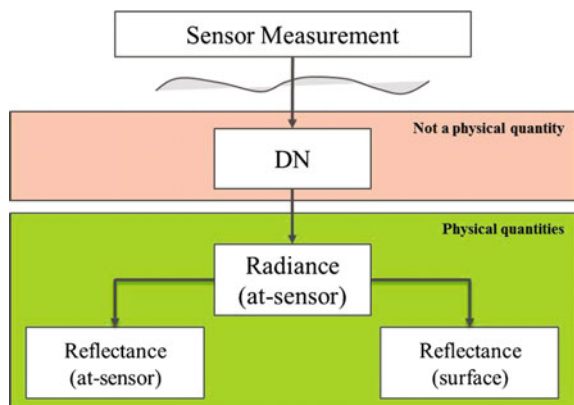 Sensor Measurement
Not a physical quantity
DN
Physical quantities
Radiance
(at-sensor)
Reflectance
(at-sensor)
Reflectance
(surface)